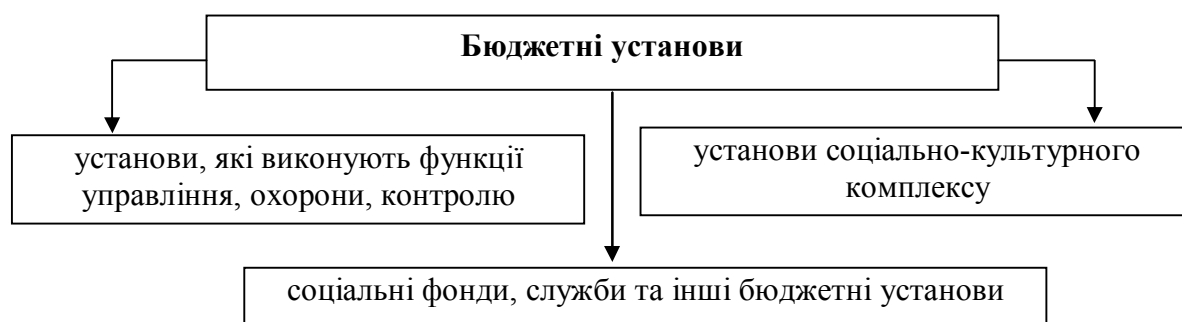 Бюджетні установи
установи, які виконують функції
управління, охорони, контролю
установи соціально-культурного
комплексу
соціальні фонди, служби та інші бюджетні установи